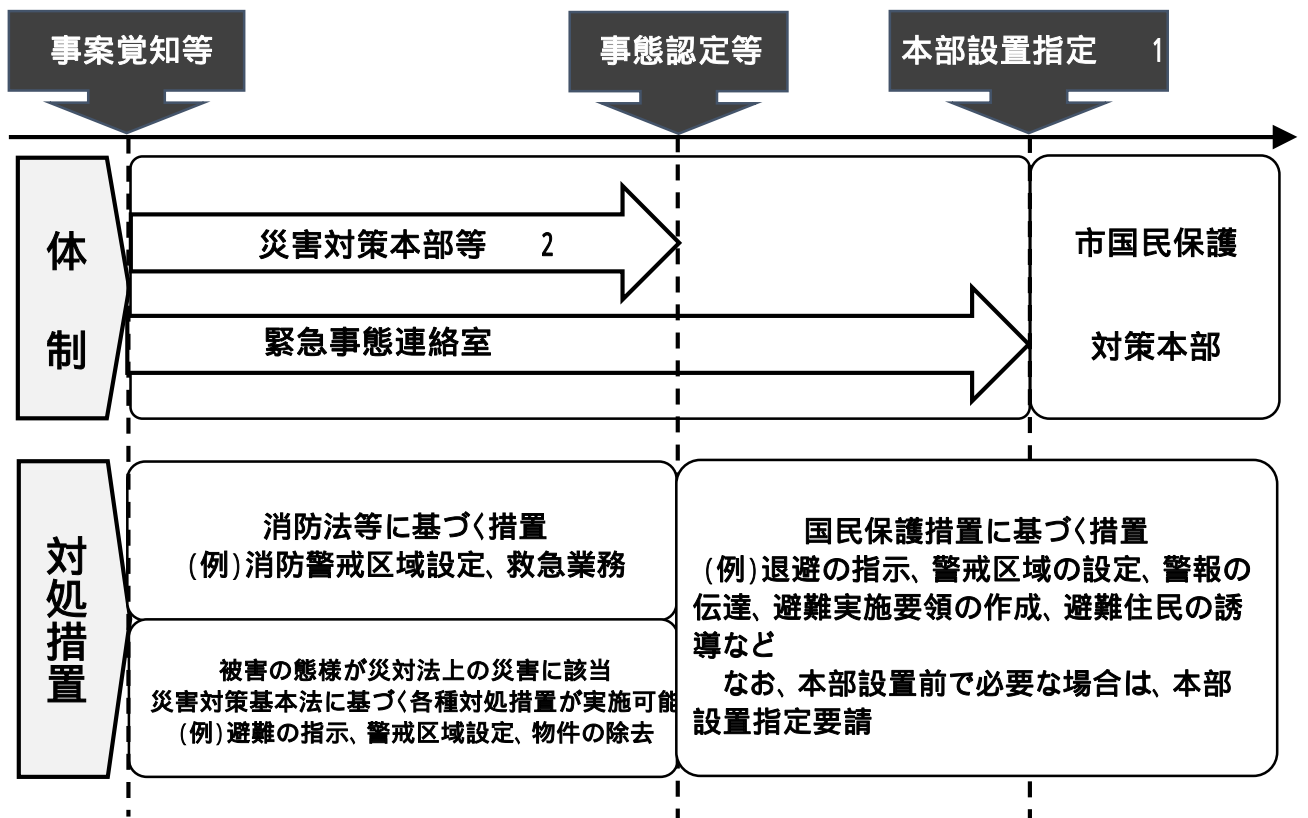 事案覚知等
事態認定等
本部設置指定 1
体
制
災害対策本部等 2
緊急事態連絡室
市国民保護
対策本部
対処措置
消防法等に基づく措置
(例)消防警戒区域設定、救急業務
被害の態様が災対法上の災害に該当
災害対策基本法に基づく各種対処措置が実施可能
(例)避難の指示、警戒区域設定、物件の除去
国民保護措置に基づく措置
(例)退避の指示、警戒区域の設定、警報の
伝達、避難実施要領の作成、避難住民の誘
導など
なお、本部設置前で必要な場合は、本部
設置指定要請